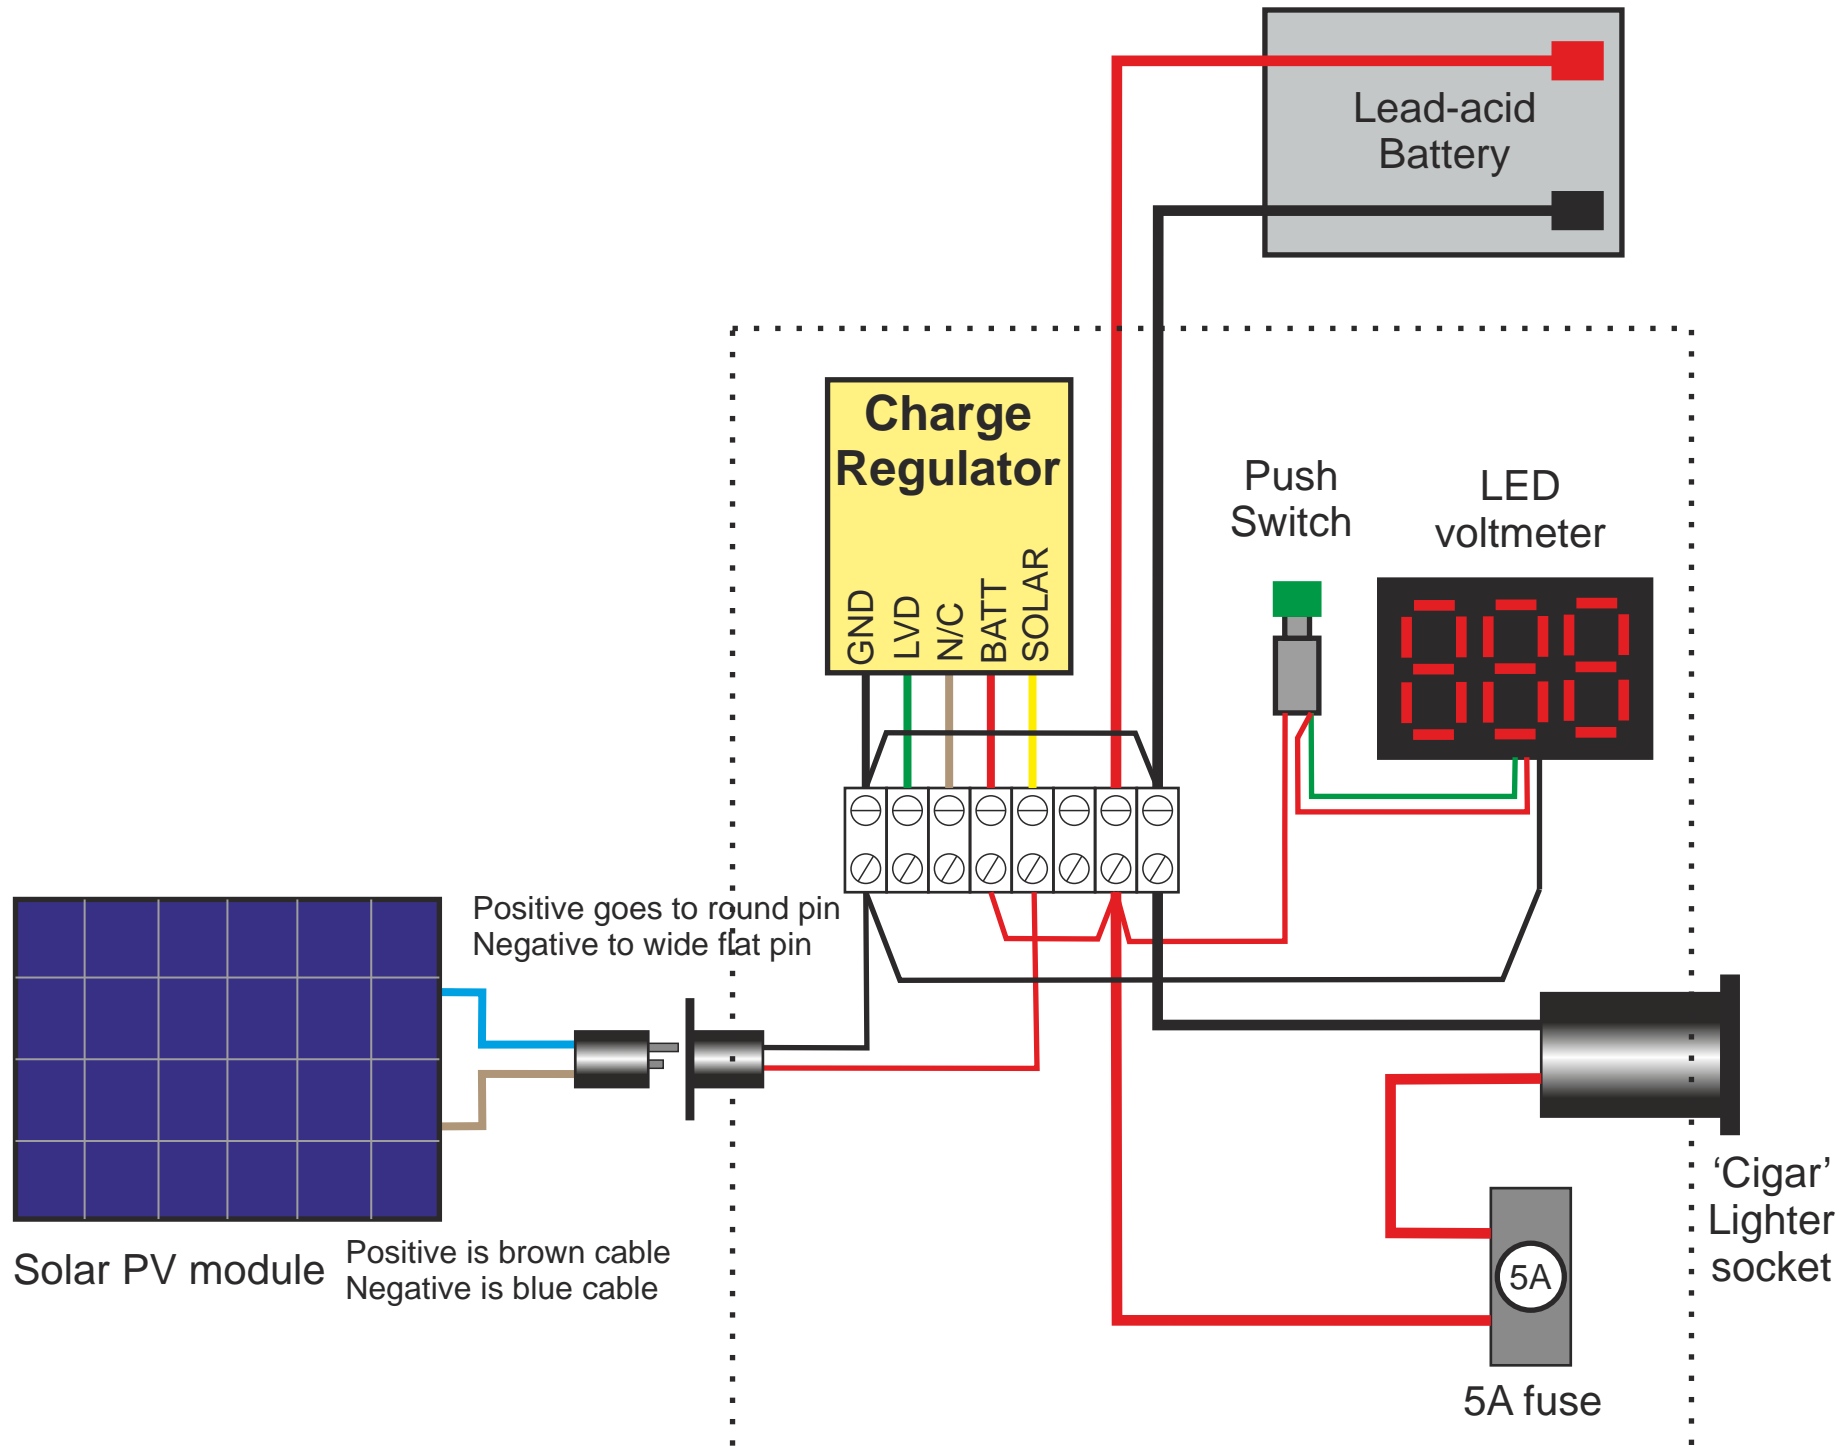 Lead-acid
Battery
Charge
Regulator
GND
LVD
N/C
BATT
SOLAR
Push
Switch
LED
voltmeter
Positive goes to round pin
Negative to wide flat pin
Solar PV module
Positive is brown cable
Negative is blue cable
‘Cigar’
Lighter
socket
5A
5A fuse